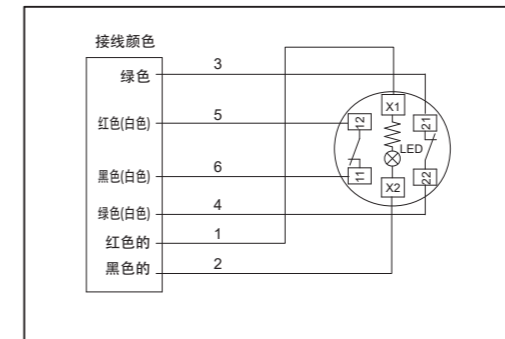 接线颜色
绿色 3
红色(白色) 5
黑色(白色) 6
绿色(白色) 4
红色的 1
黑色的 2
X1
12
21
LED
11
22
X2